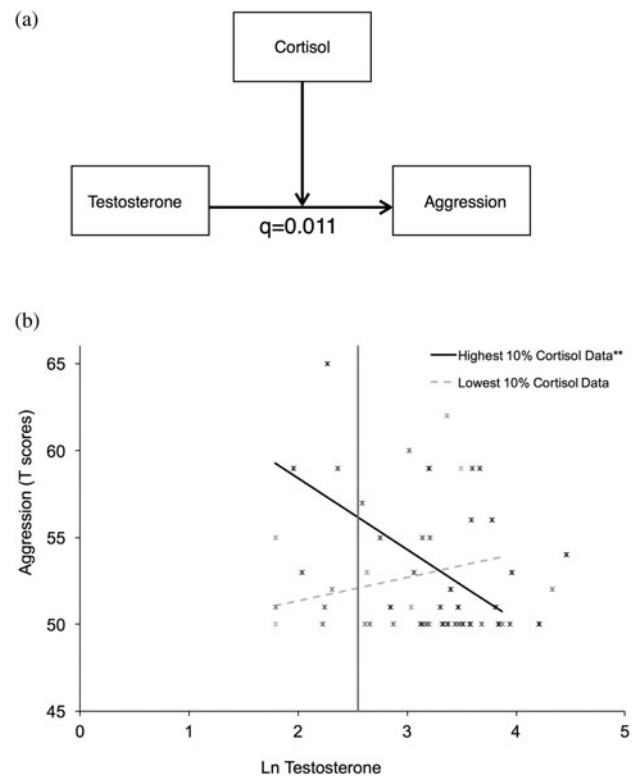 (a)
Cortisol
Testosterone
Aggression
q=0.011
(b)
Highest 10% Cortisol Data**
Lowest 10% Cortisol Data
65
60
55
50
45
Aggression (T scores)
0 1 2 3 4 5
Ln Testosterone